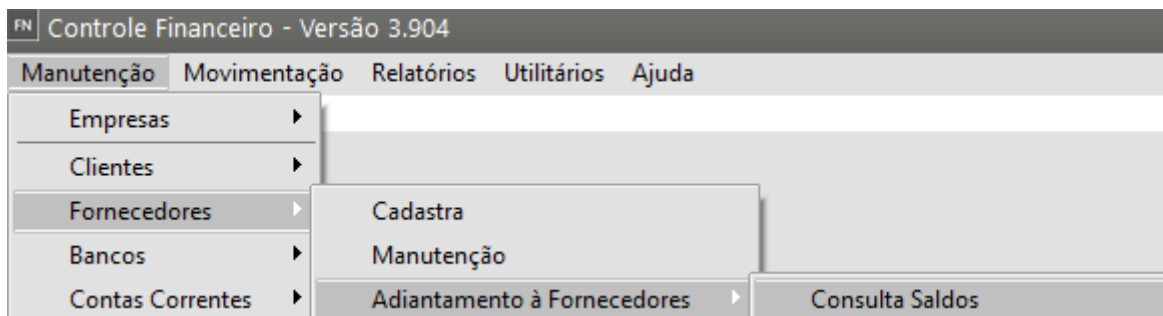 FN Controle Financeiro - Versão 3.904
Manutenção Movimentação Relatórios Utilitários Ajuda
Empresas
Clientes
Fornecedores Cadastra
Bancos Manutenção
Contas Correntes Adiantamento à Fornecedores Consulta Saldos